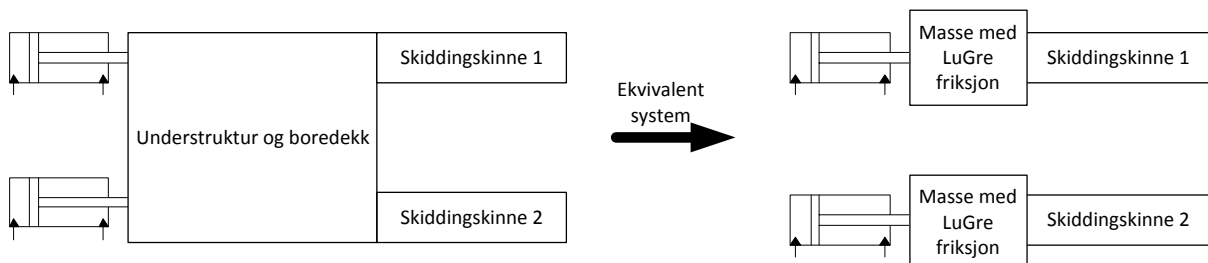 Understruktur og boredekk
Skiddingskinne 1
Skiddingskinne 2
Ekvivalent
system
Masse med
LuGre
friksjon
Skiddingskinne 1
Masse med
LuGre
friksjon
Skiddingskinne 2